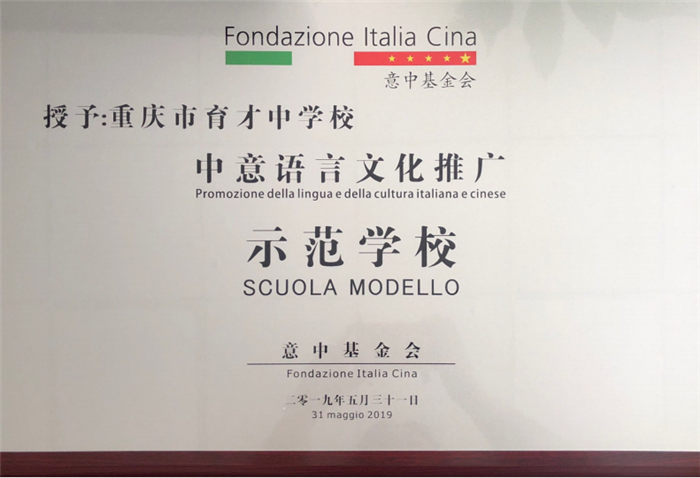 Fondazione Italia Cina
意中基金会
授予:重庆市育才中学校
中意语言文化推广
Promozione della lingua e della cultura italiana e cinese
示范学校
SCUOLA MODELLO
意中基金会
Fondazione Italia Cina
二零一九年五月三十一日
31 maggio 2019